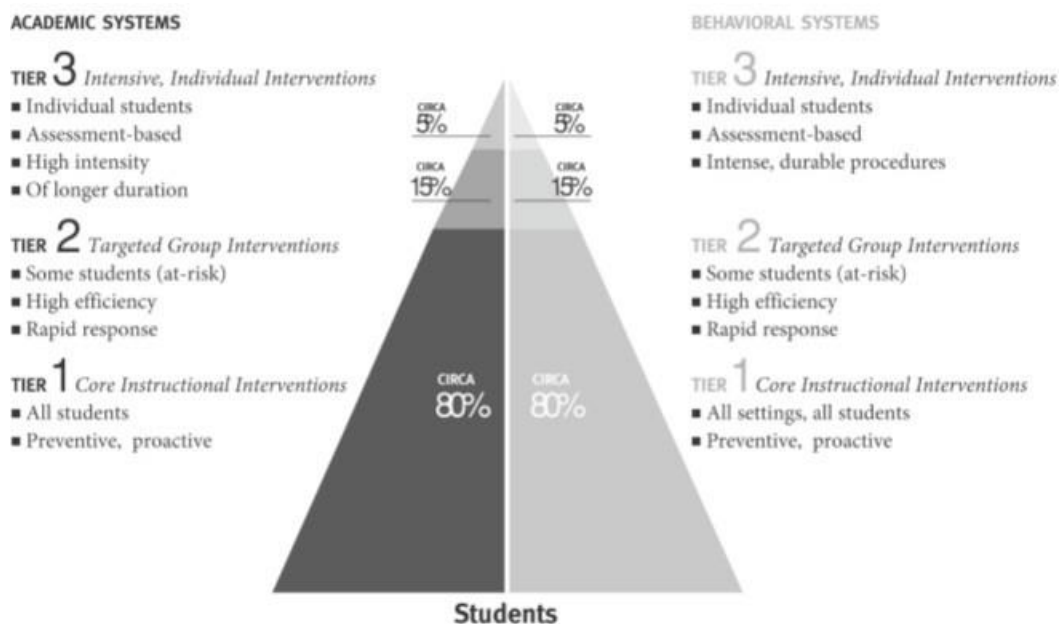 ACADEMIC SYSTEMS
TIER 3 Intensive, Individual Interventions
■ Individual students
■ Assessment-based
■ High intensity
■ Of longer duration
TIER 2 Targeted Group Interventions
■ Some students (at-risk)
■ High efficiency
■ Rapid response
TIER 1 Core Instructional Interventions
■ All students
■ Preventive, proactive
CIRCA
5%
CIRCA
15%
CIRCA
80%
CIRCA
5%
CIRCA
15%
CIRCA
80%
Students
BEHAVIORAL SYSTEMS
TIER 3 Intensive, Individual Interventions
■ Individual students
■ Assessment-based
■ Intense, durable procedures
TIER 2 Targeted Group Interventions
■ Some students (at-risk)
■ High efficiency
■ Rapid response
TIER 1 Core Instructional Interventions
■ All settings, all students
■ Preventive, proactive